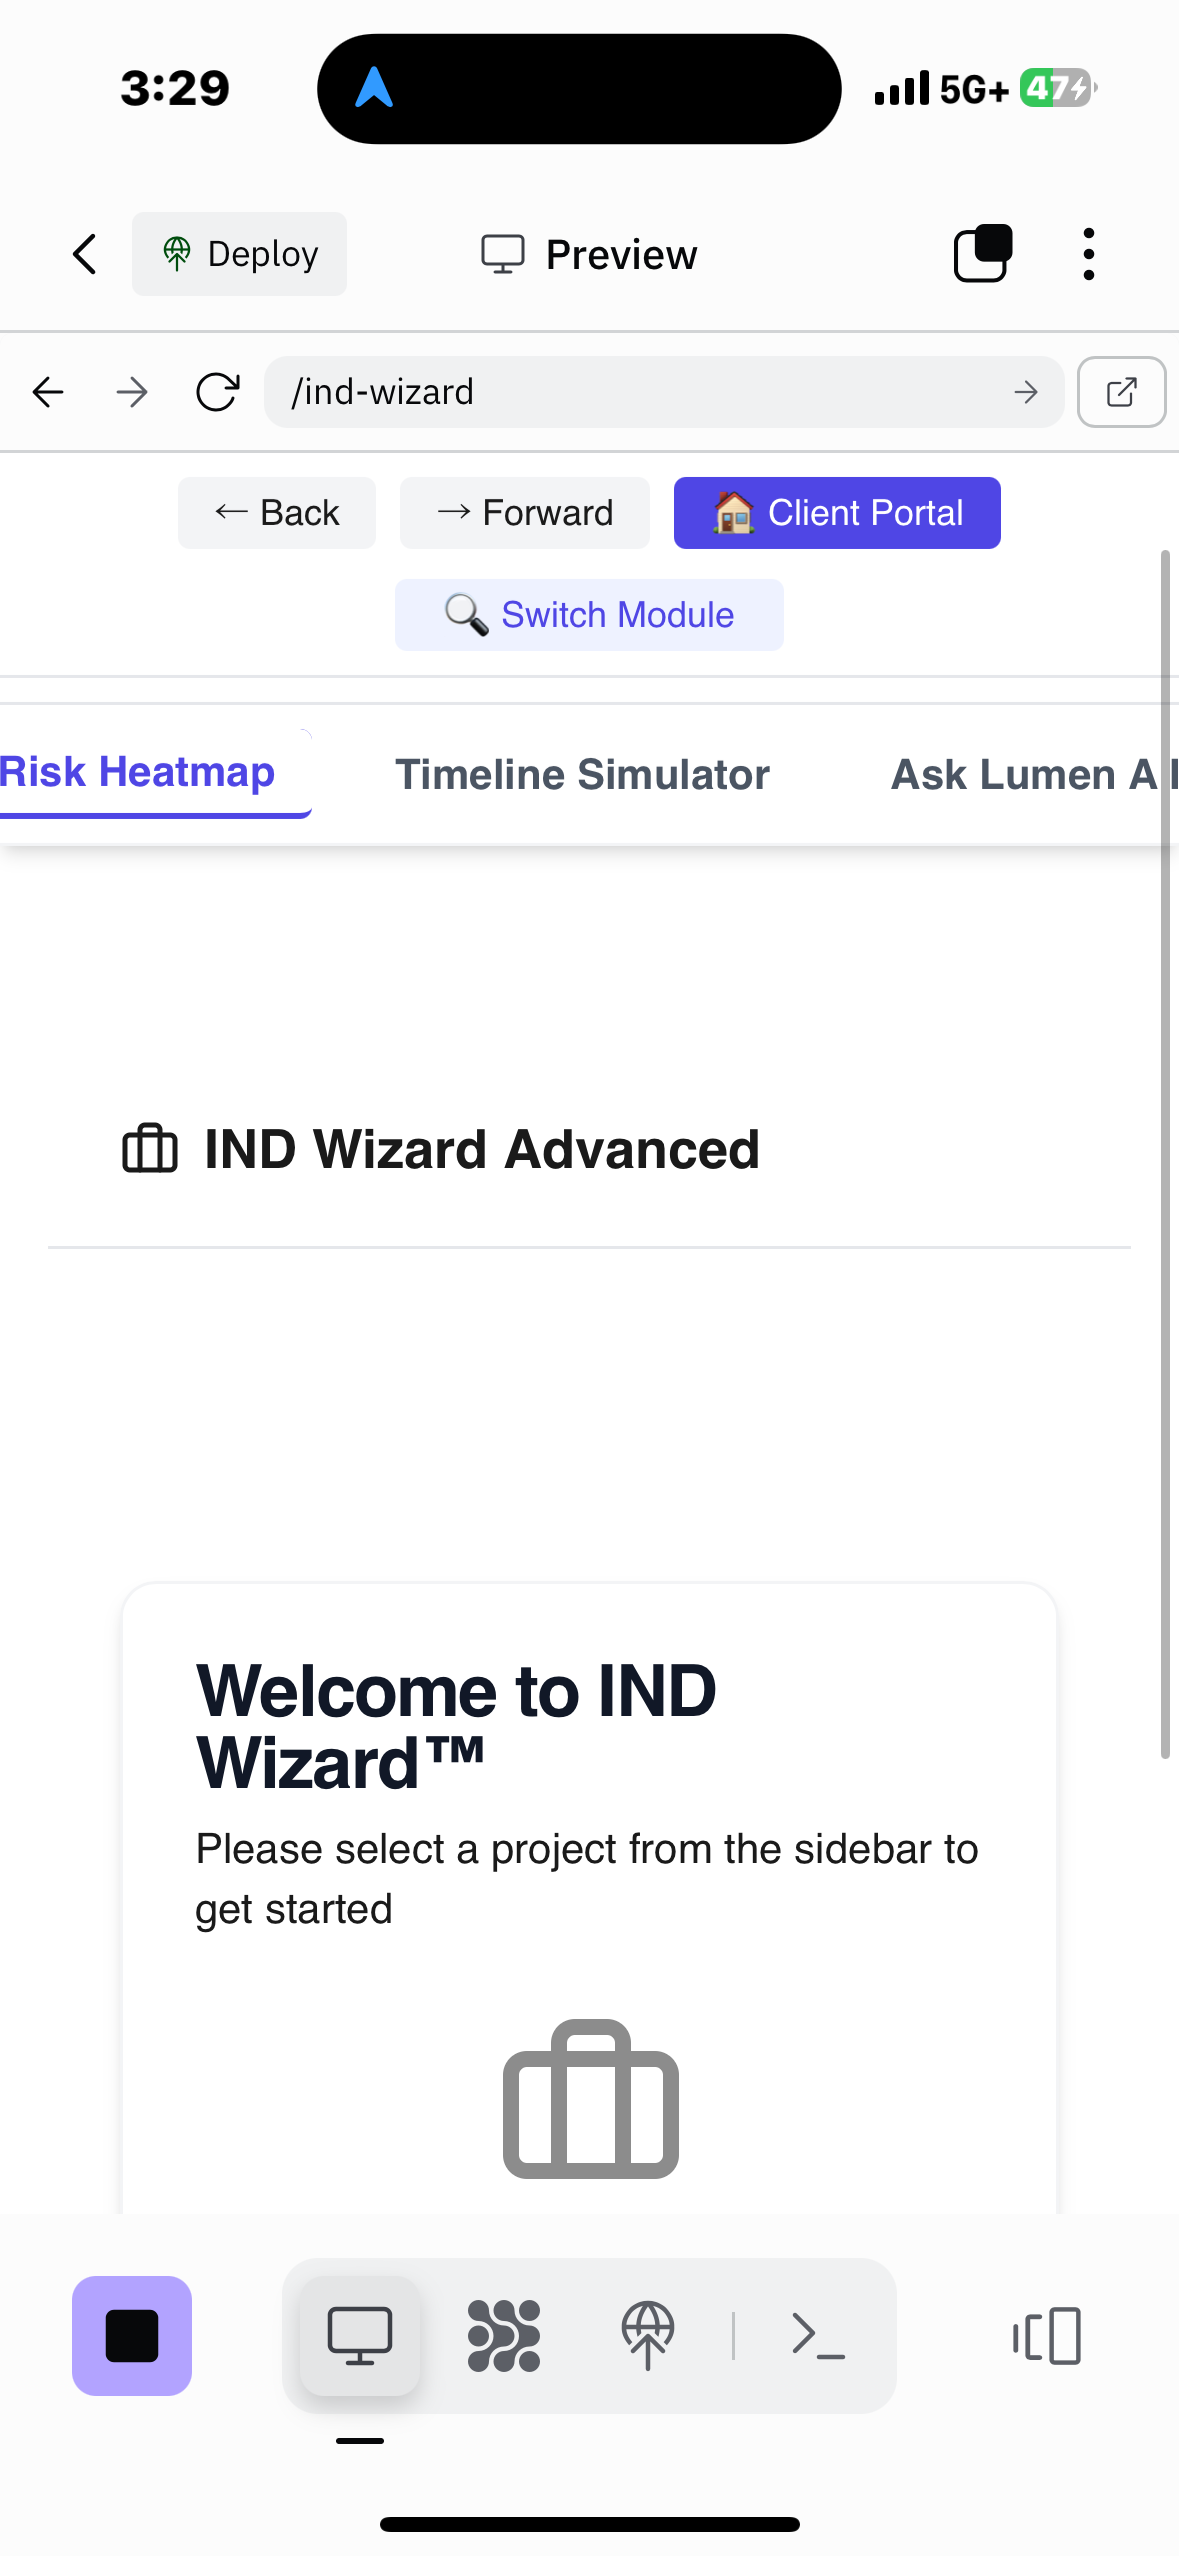 3:29
5G+ 47
Deploy
Preview
/ind-wizard
← Back
→ Forward
Client Portal
Switch Module
Risk Heatmap
Timeline Simulator
Ask Lumen A
IND Wizard Advanced
Welcome to IND
Wizard™
Please select a project from the sidebar to
get started